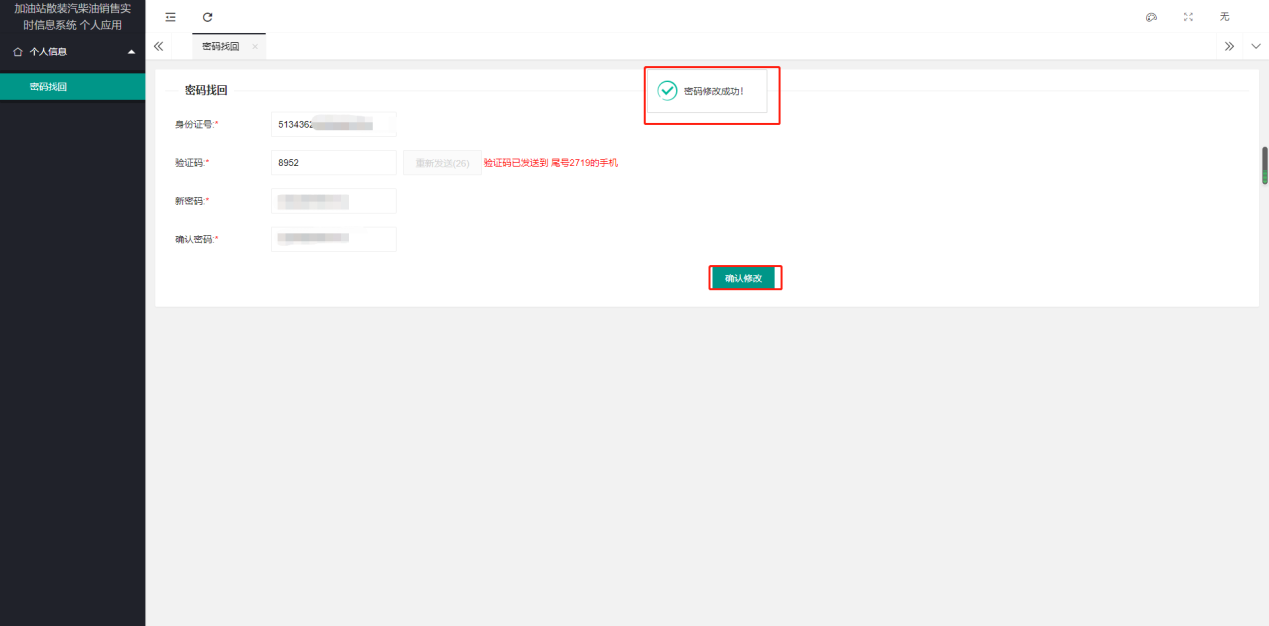 加油站散装汽柴油销售实
时信息系统 个人应用
无
个人信息
密码找回
密码找回
密码找回
密码修改成功!
身份证号:*
5134362
验证码:*
8952
重新发送(26)
验证码已发送到 尾号2719的手机
新密码:*
确认密码:*
确认修改